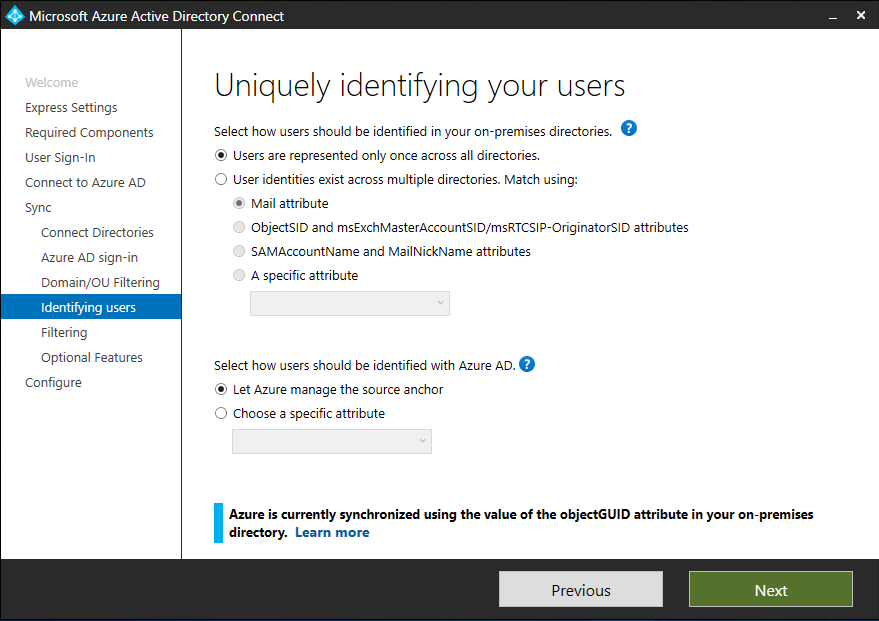 Microsoft Azure Active Directory Connect
Welcome
Express Settings
Required Components
User Sign-In
Connect to Azure AD
Sync
Connect Directories
Azure AD sign-in
Domain/OU Filtering
Identifying users
Filtering
Optional Features
Configure
Uniquely identifying your users
Select how users should be identified in your on-premises directories. ?
Users are represented only once across all directories.
User identities exist across multiple directories. Match using:
Mail attribute
ObjectSID and msExchMasterAccountSID/msRTCSIP-OriginatorSID attributes
SAMAccountName and MailNickName attributes
A specific attribute
Select how users should be identified with Azure AD. ?
Let Azure manage the source anchor
Choose a specific attribute
Azure is currently synchronized using the value of the objectGUID attribute in your on-premises
directory. Learn more
Previous
Next